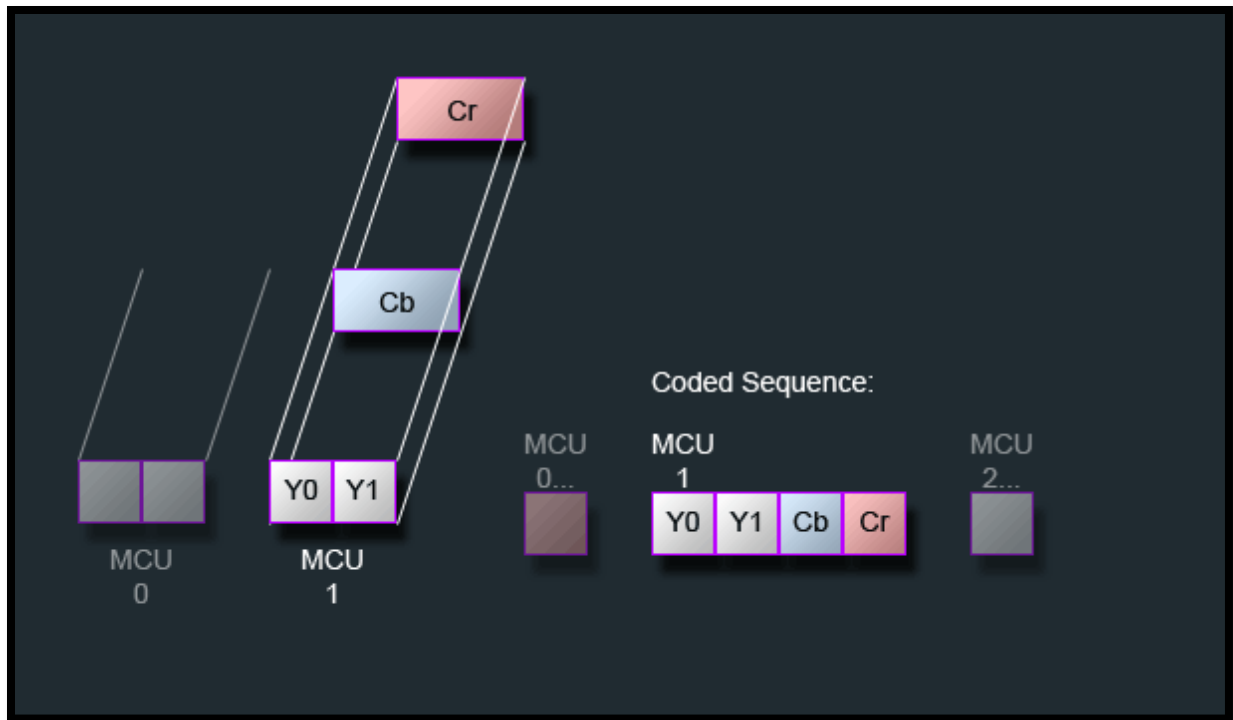 Cr
Cb
Coded Sequence:
MCU
0...
MCU
1
MCU
2...
Y0 Y1
Y0 Y1 Cb Cr
MCU
0
MCU
1